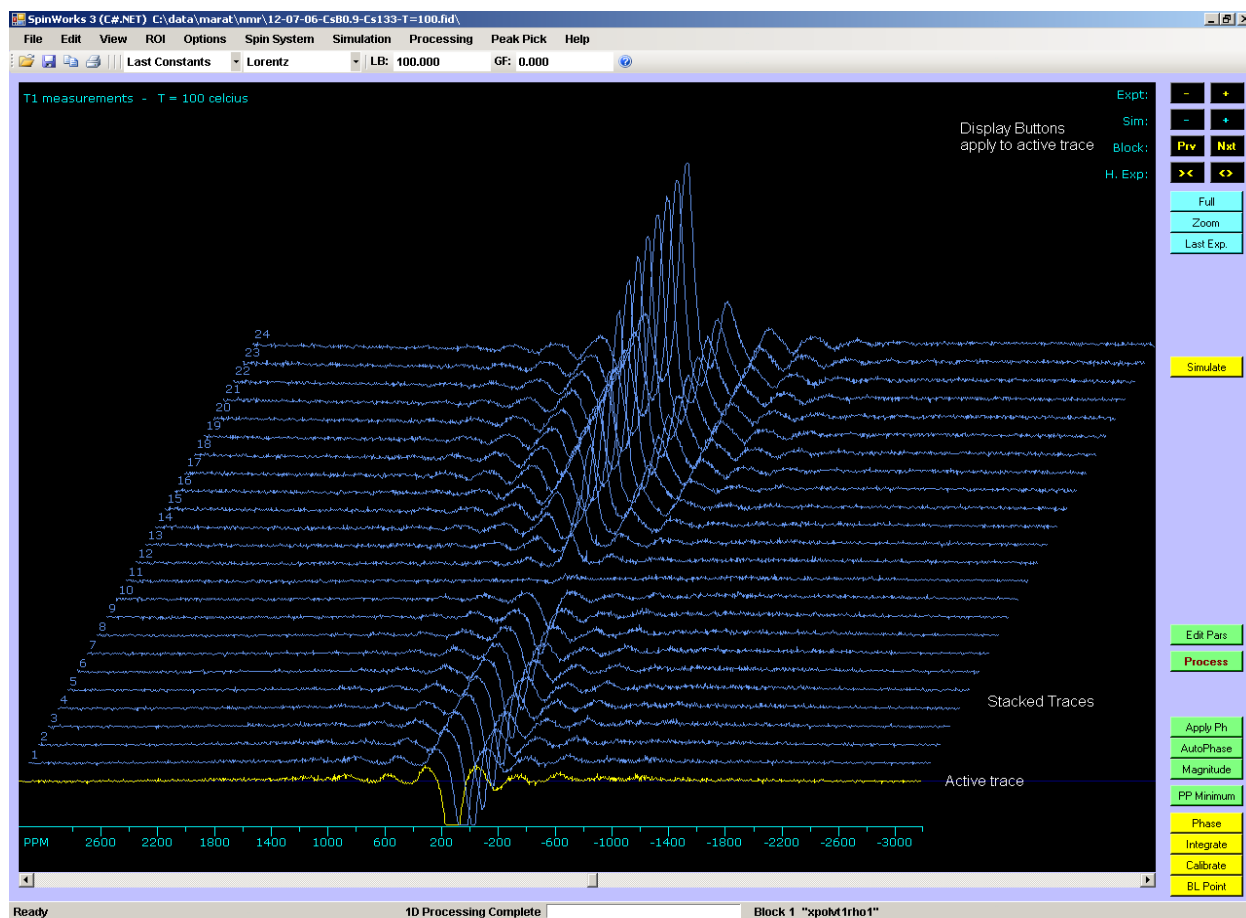 SpinWorks 3 (C#.NET) C:\data\marat\nmr\12-07-06-CsB0.9-Cs133-T=100.fid\
File Edit View ROI Options Spin System Simulation Processing Peak Pick Help
Last Constants Lorentz LB: 100.000 GF: 0.000
T1 measurements - T = 100 celcius
Expt: - +
Sim: - +
Display Buttons
apply to active trace
Block: Prv Nxt
H. Exp: >< <>
Full
Zoom
Last Exp.
24
23
22
21
20
19
18
17
16
15
14
13
12
11
10
9
8
7
6
5
4
3
2
1
Simulate
Edit Pars
Process
Stacked Traces
Apply Ph
AutoPhase
Magnitude
Active trace
PP Minimum
Phase
Integrate
Calibrate
BL Point
PPM 2600 2200 1800 1400 1000 600 200 -200 -600 -1000 -1400 -1800 -2200 -2600 -3000
Ready 1D Processing Complete Block 1 "xpolvt1rho1"